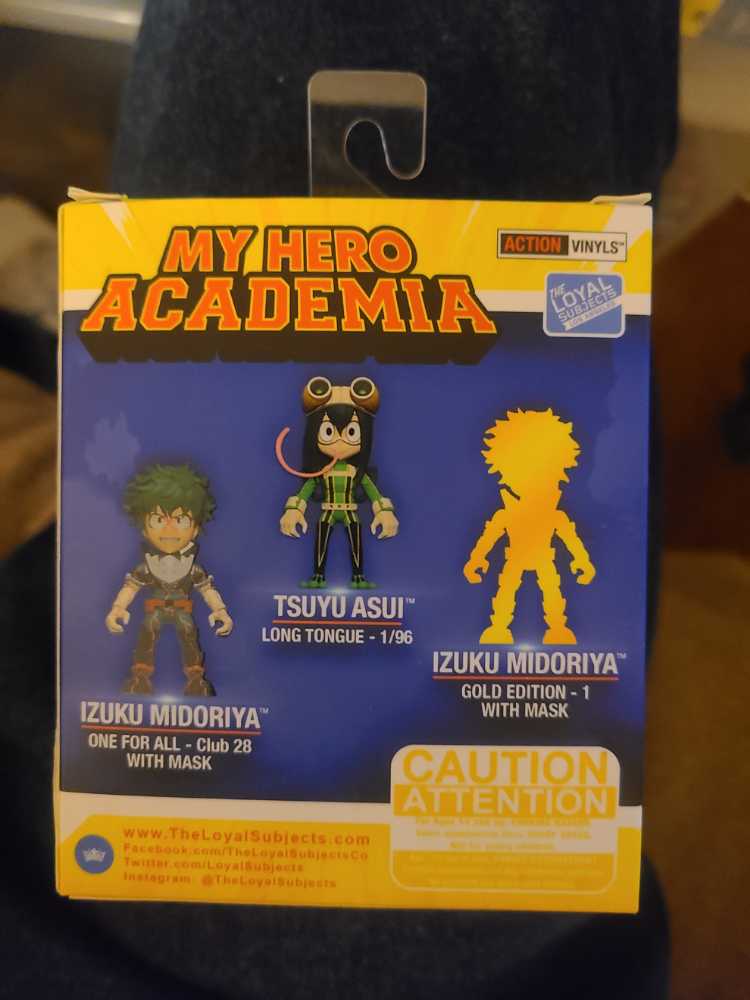 MY HERO
ACADEMIA
ACTION VINYLS™
THE
LOYAL
SUBJECTS
LOS ANGELES
TSUYU ASUI™
LONG TONGUE - 1/96
IZUKU MIDORIYA™
GOLD EDITION - 1
WITH MASK
IZUKU MIDORIYA™
ONE FOR ALL - Club 28
WITH MASK
CAUTION
ATTENTION
www.TheLoyalSubjects.com
Facebook.com/TheLoyalSubjectsCo
Twitter.com/LoyalSubjects
Instagram: @TheLoyalSubjects